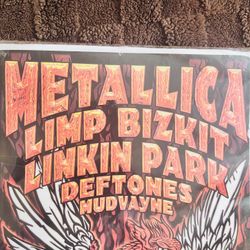 METALLICA
LIMP BIZKIT
LINKIN PARK
DEFTONES
MUDVAYNE